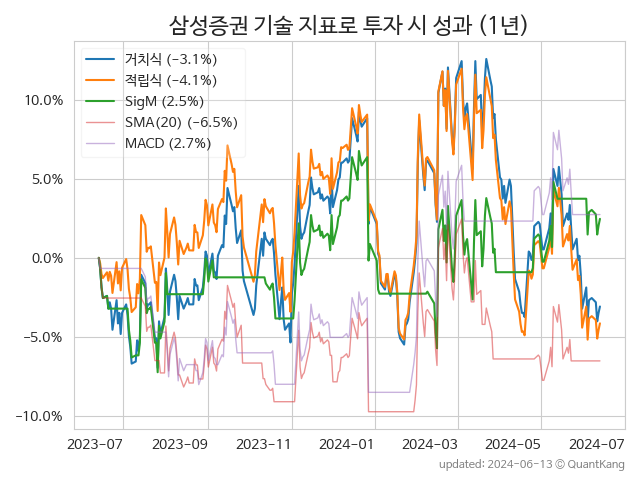 삼성증권 기술 지표로 투자 시 성과 (1년)
거치식 (−3.1%)
적립식 (−4.1%)
SigM (2.5%)
SMA(20) (−6.5%)
MACD (2.7%)
10.0%
5.0%
0.0%
−5.0%
−10.0%
2023-07 2023-09 2023-11 2024-01 2024-03 2024-05 2024-07
updated: 2024-06-13 ⓒ QuantKang